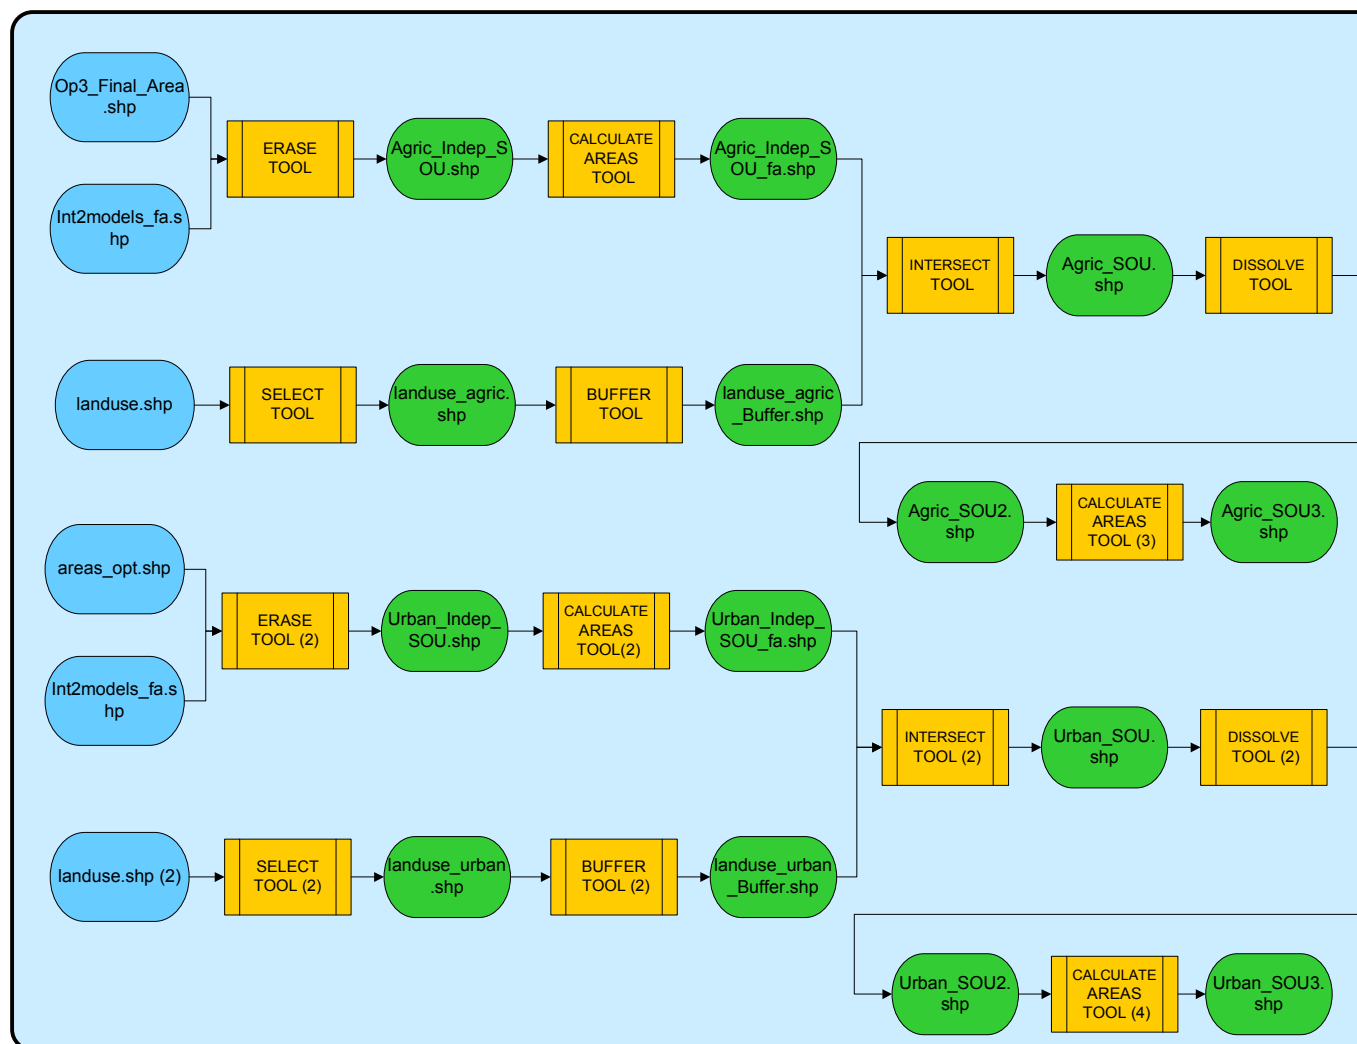 Op3_Final_Area
.shp
ERASE
TOOL
Agric_Indep_S
OU.shp
CALCULATE
AREAS
TOOL
Agric_Indep_S
OU_fa.shp
Int2models_fa.s
hp
INTERSECT
TOOL
Agric_SOU.
shp
DISSOLVE
TOOL
landuse.shp
SELECT
TOOL
landuse_agric.
shp
BUFFER
TOOL
landuse_agric
_Buffer.shp
Agric_SOU2.
shp
CALCULATE
AREAS
TOOL (3)
Agric_SOU3.
shp
areas_opt.shp
ERASE
TOOL (2)
Urban_Indep_
SOU.shp
CALCULATE
AREAS
TOOL(2)
Urban_Indep_
SOU_fa.shp
Int2models_fa.s
hp
INTERSECT
TOOL (2)
Urban_SOU.
shp
DISSOLVE
TOOL (2)
landuse.shp (2)
SELECT
TOOL (2)
landuse_urban
.shp
BUFFER
TOOL (2)
landuse_urban
_Buffer.shp
Urban_SOU2.
shp
CALCULATE
AREAS
TOOL (4)
Urban_SOU3.
shp